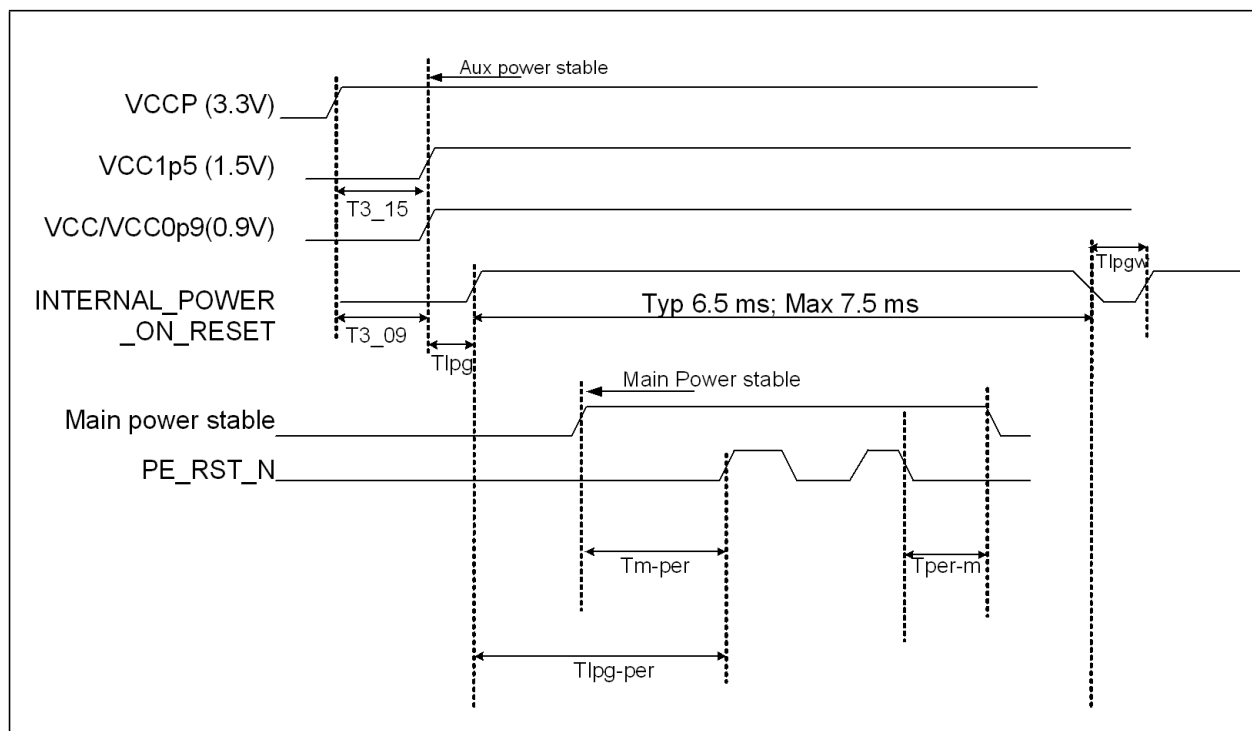 Aux power stable
VCCP (3.3V)
VCC1p5 (1.5V)
T3_15
VCC/VCC0p9(0.9V)
Tlpgw
INTERNAL_POWER
_ON_RESET
Typ 6.5 ms; Max 7.5 ms
T3_09
Tlpg
Main Power stable
Main power stable
PE_RST_N
Tm-per
Tper-m
Tlpg-per